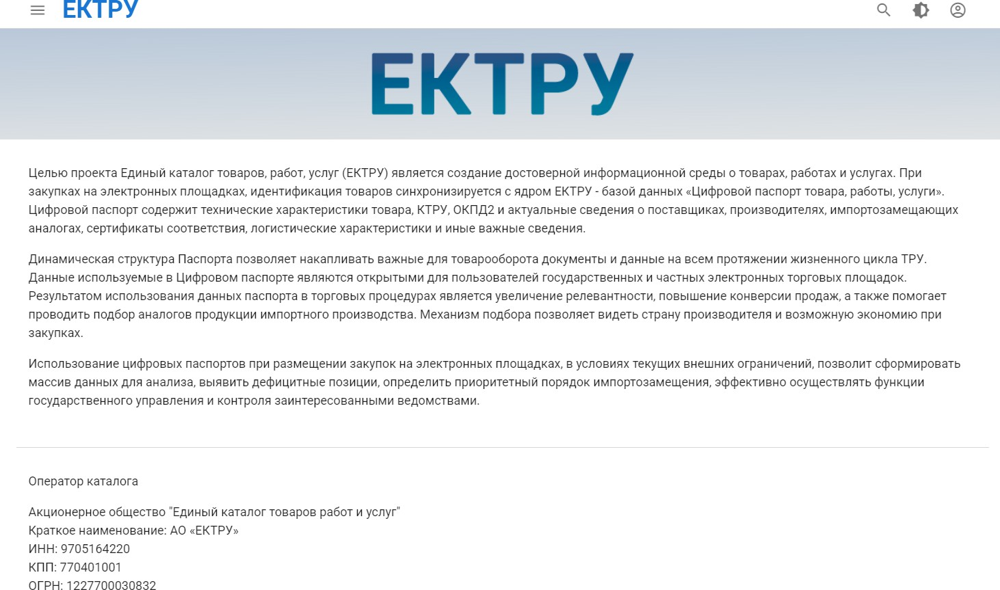 ЕКТРУ
ЕКТРУ
Целью проекта Единый каталог товаров, работ, услуг (ЕКТРУ) является создание достоверной информационной среды о товарах, работах и услугах. При
закупках на электронных площадках, идентификация товаров синхронизируется с ядром ЕКТРУ - базой данных «Цифровой паспорт товара, работы, услуги».
Цифровой паспорт содержит технические характеристики товара, КТРУ, ОКПД2 и актуальные сведения о поставщиках, производителях, импортозамещающих
аналогах, сертификаты соответствия, логистические характеристики и иные важные сведения.
Динамическая структура Паспорта позволяет накапливать важные для товарооборота документы и данные на всем протяжении жизненного цикла ТРУ.
Данные используемые в Цифровом паспорте являются открытыми для пользователей государственных и частных электронных торговых площадок.
Результатом использования данных паспорта в торговых процедурах является увеличение релевантности, повышение конверсии продаж, а также помогает
проводить подбор аналогов продукции импортного производства. Механизм подбора позволяет видеть страну производителя и возможную экономию при
закупках.
Использование цифровых паспортов при размещении закупок на электронных площадках, в условиях текущих внешних ограничений, позволит сформировать
массив данных для анализа, выявить дефицитные позиции, определить приоритетный порядок импортозамещения, эффективно осуществлять функции
государственного управления и контроля заинтересованными ведомствами.
Оператор каталога
Акционерное общество "Единый каталог товаров работ и услуг"
Краткое наименование: АО «ЕКТРУ»
ИНН: 9705164220
КПП: 770401001
ОГРН: 1227700030832